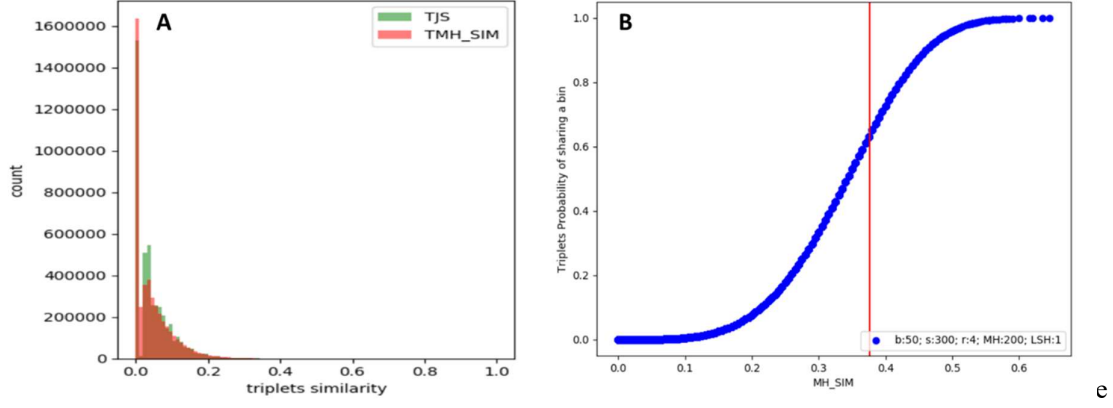 A
TJS
TMH_SIM
1600000
1400000
1200000
1000000
800000
600000
400000
200000
0
count
0.0 0.2 0.4 0.6 0.8 1.0
triplets similarity
B
1.0
0.8
0.6
0.4
0.2
0.0
Triplets Probability of sharing a bin
b:50; s:300; r:4; MH:200; LSH:1
0.0 0.1 0.2 0.3 0.4 0.5 0.6
MH_SIM
e